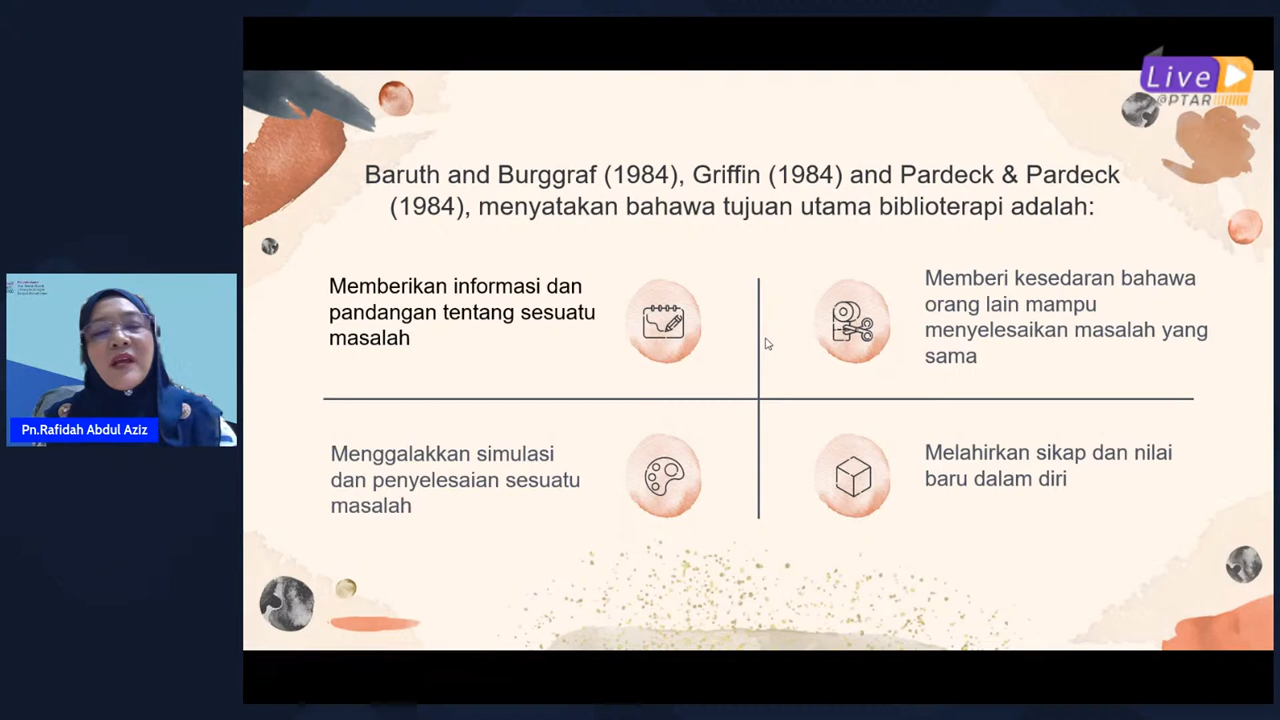 Live
@PTAR
Baruth and Burggraf (1984), Griffin (1984) and Pardeck & Pardeck
(1984), menyatakan bahawa tujuan utama biblioterapi adalah:
Memberikan informasi dan
pandangan tentang sesuatu
masalah
Memberi kesedaran bahawa
orang lain mampu
menyelesaikan masalah yang
sama
Menggalakkan simulasi
dan penyelesaian sesuatu
masalah
Melahirkan sikap dan nilai
baru dalam diri
Pn.Rafidah Abdul Aziz